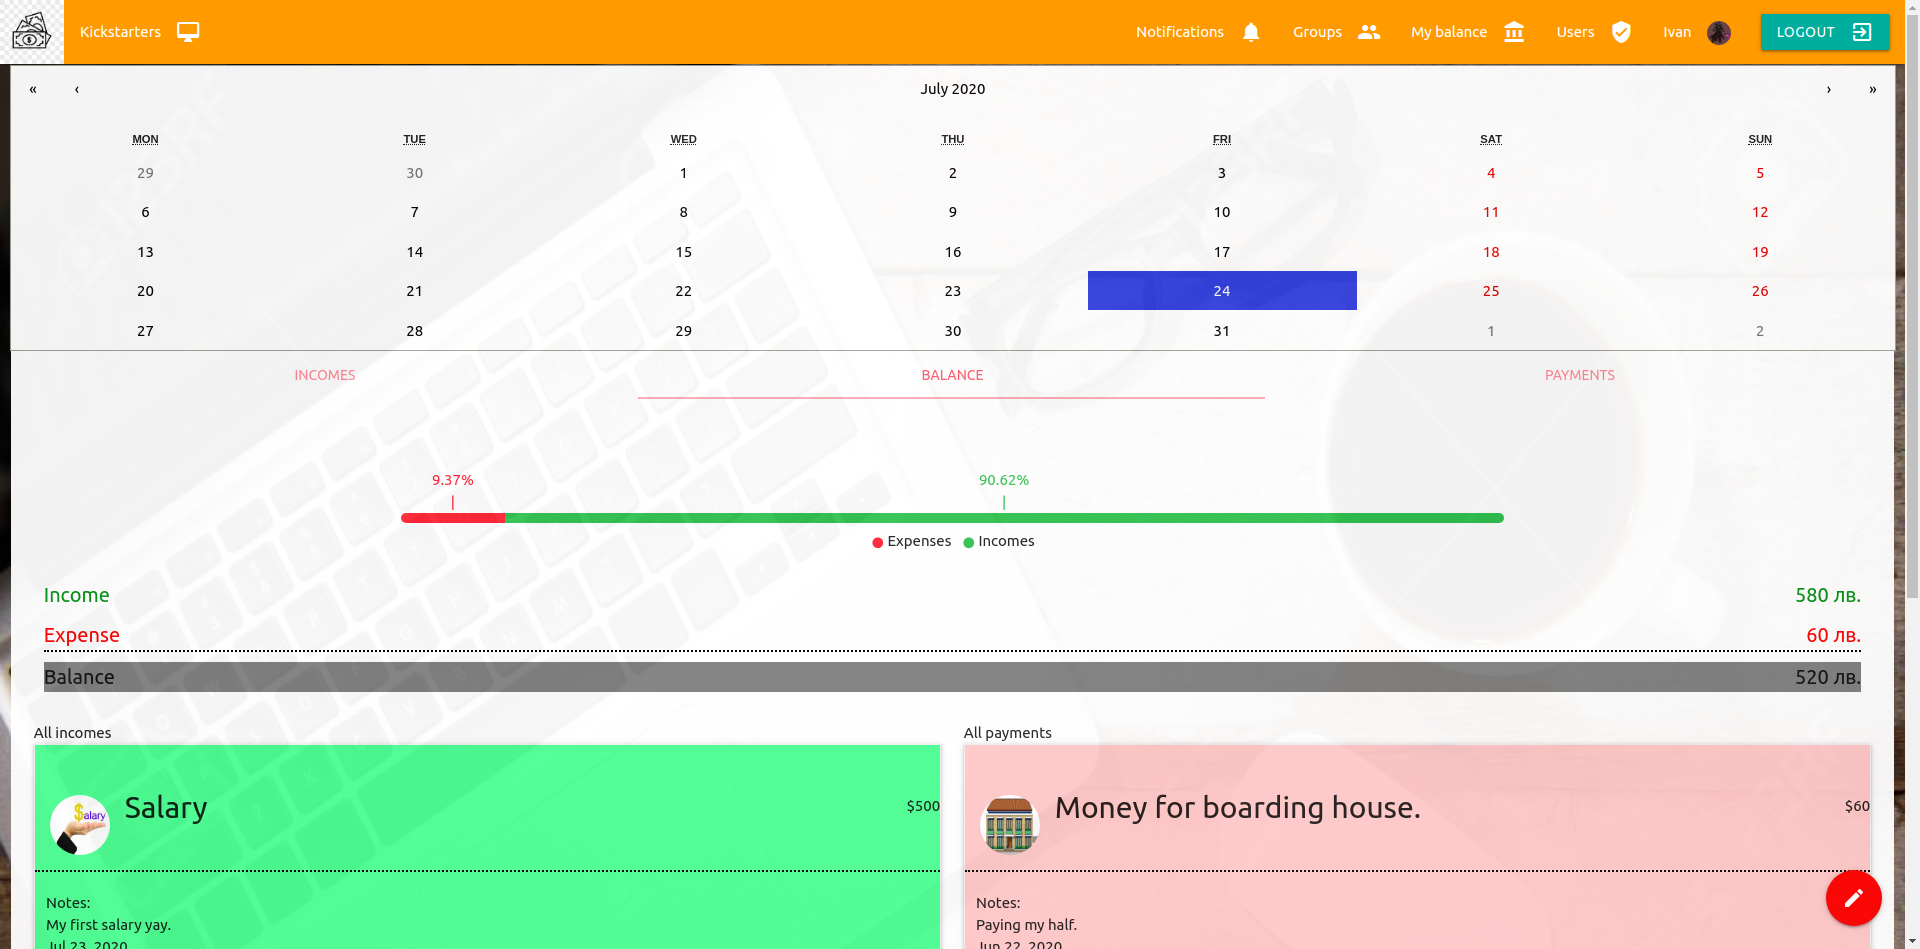 Kickstarters Notifications Groups My balance Users Ivan LOGOUT
« ‹ July 2020 › »
MON TUE WED THU FRI SAT SUN
29 30 1 2 3 4 5
6 7 8 9 10 11 12
13 14 15 16 17 18 19
20 21 22 23 24 25 26
27 28 29 30 31 1 2
INCOMES BALANCE PAYMENTS
9.37% 90.62%
Expenses Incomes
Income 580 лв.
Expense 60 лв.
Balance 520 лв.
All incomes
Salary $500
$alary
Notes:
My first salary yay.
Jul 23, 2020
All payments
Money for boarding house. $60
Notes:
Paying my half.
Jun 22, 2020